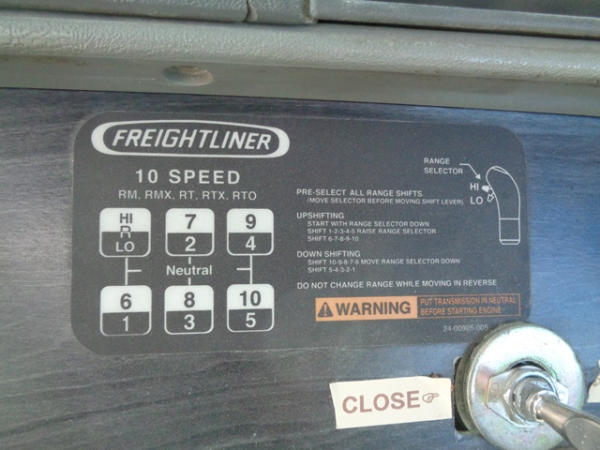 FREIGHTLINER
10 SPEED
RM, RMX, RT, RTX, RTO
HI
R
LO
7
2
9
4
Neutral
6
1
8
3
10
5
RANGE
SELECTOR
HI
LO
PRE-SELECT ALL RANGE SHIFTS
(MOVE SELECTOR BEFORE MOVING SHIFT LEVER)
UPSHIFTING
START WITH RANGE SELECTOR DOWN
SHIFT 1-2-3-4-5 RAISE RANGE SELECTOR
SHIFT 6-7-8-9-10
DOWN SHIFTING
SHIFT 10-9-8-7-6 MOVE RANGE SELECTOR DOWN
SHIFT 5-4-3-2-1
DO NOT CHANGE RANGE WHILE MOVING IN REVERSE
WARNING
PUT TRANSMISSION IN NEUTRAL
BEFORE STARTING ENGINE
24-00985-005
CLOSE